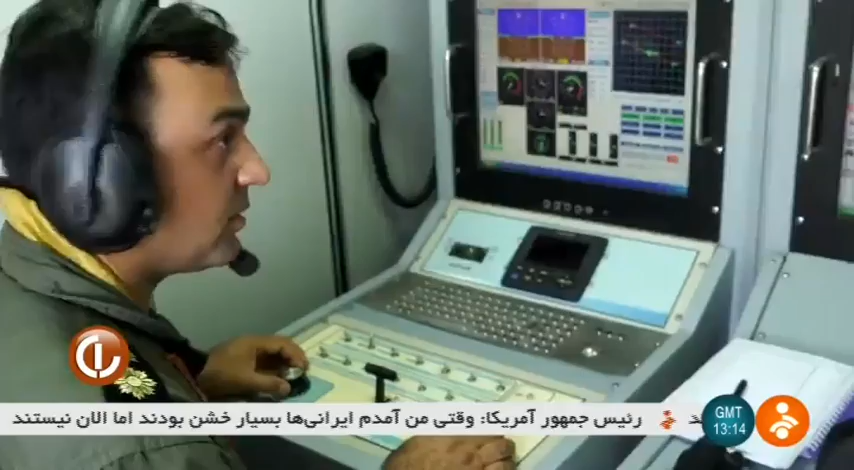 رئیس جمهور آمریکا: وقتی من آمدم ایرانی‌ها بسیار خشن بودند اما الان نیستند
GMT
13:14